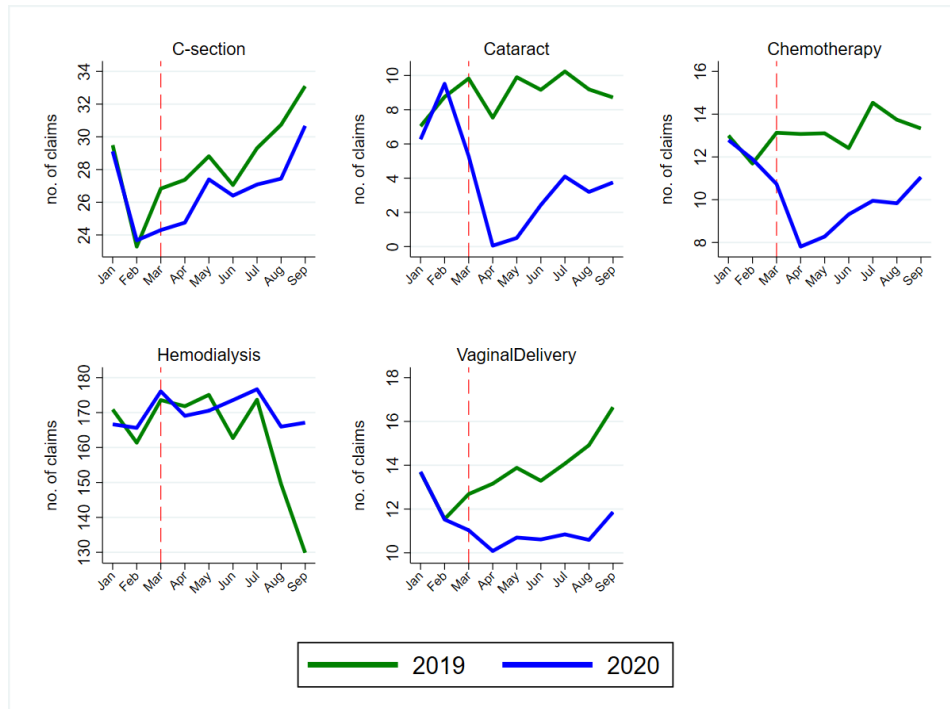 C-section
no. of claims
34
32
30
28
26
24
Jan Feb Mar Apr May Jun Jul Aug Sep
Cataract
no. of claims
10
8
6
4
2
0
Jan Feb Mar Apr May Jun Jul Aug Sep
Chemotherapy
no. of claims
16
14
12
10
8
Jan Feb Mar Apr May Jun Jul Aug Sep
Hemodialysis
no. of claims
180
170
160
150
140
130
Jan Feb Mar Apr May Jun Jul Aug Sep
VaginalDelivery
no. of claims
18
16
14
12
10
Jan Feb Mar Apr May Jun Jul Aug Sep
2019 2020